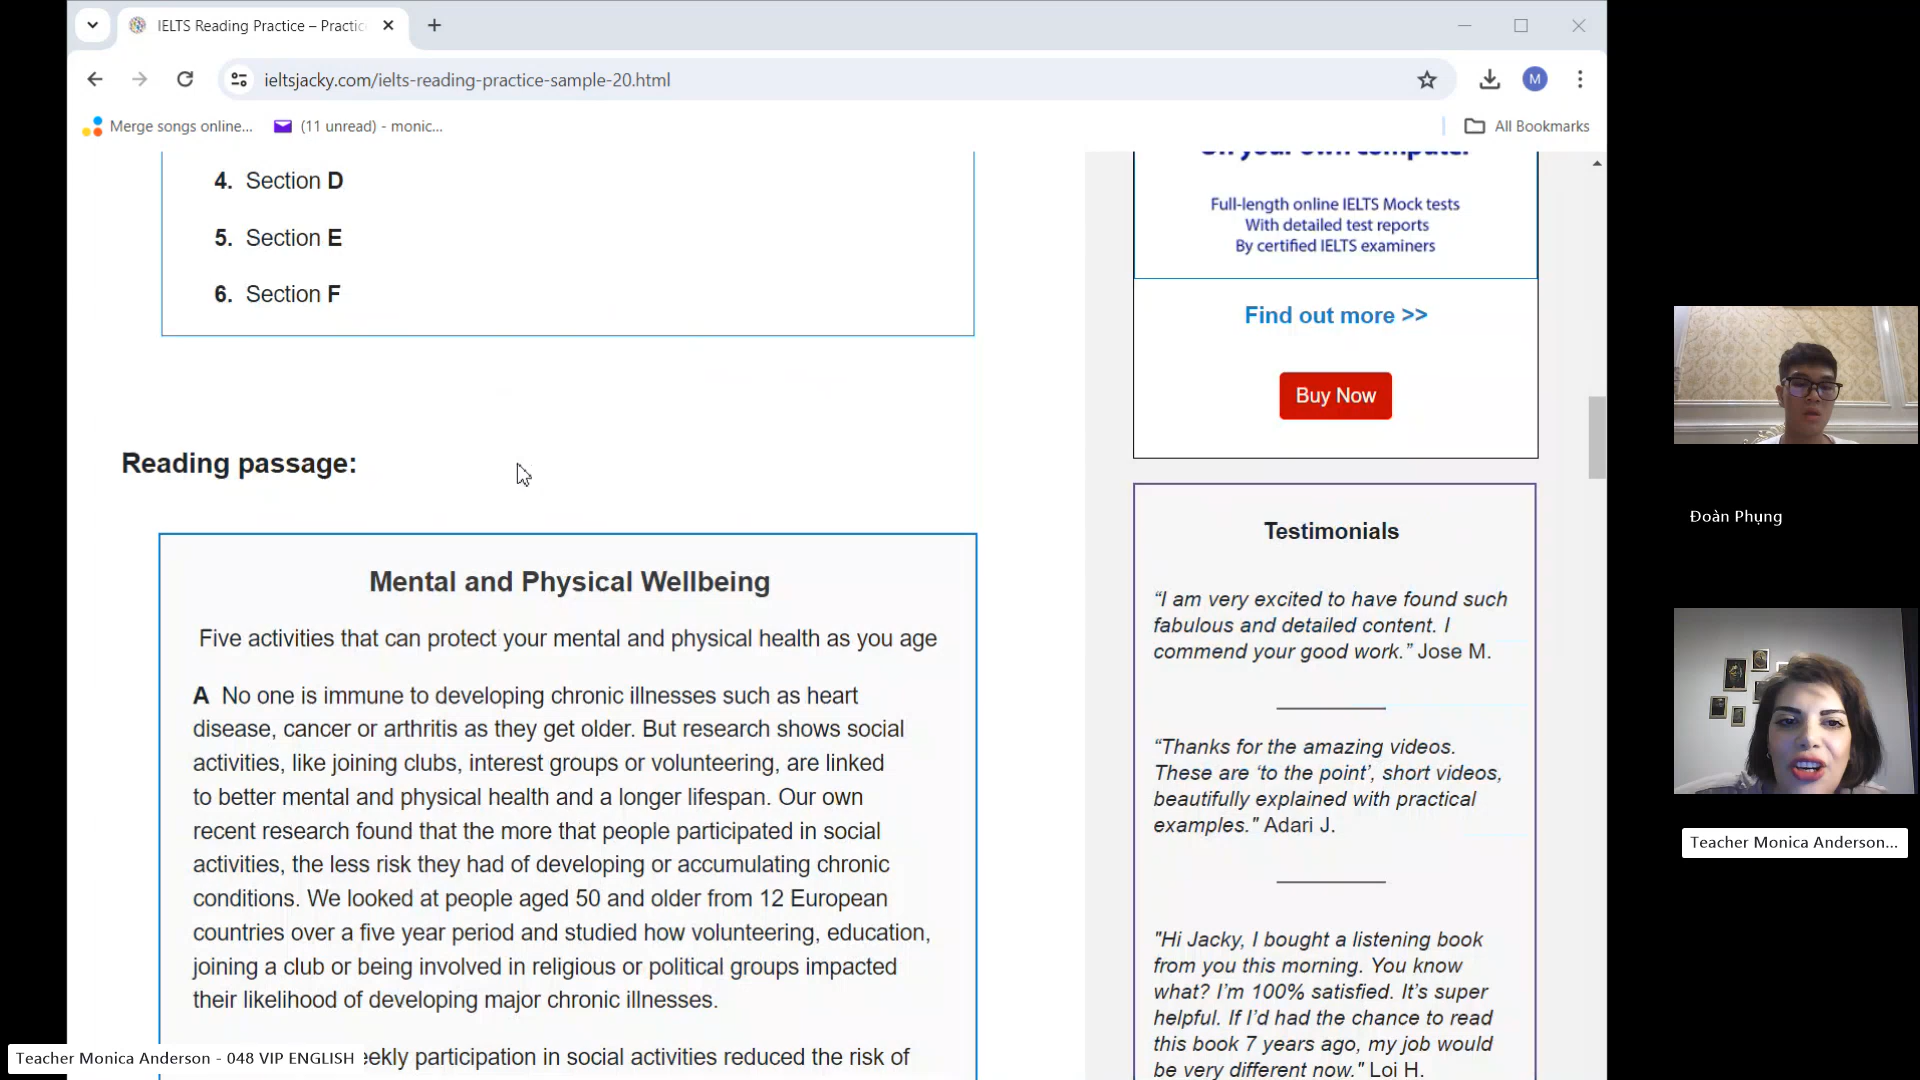 IELTS Reading Practice – Practic
ieltsjacky.com/ielts-reading-practice-sample-20.html
M
Merge songs online...
(11 unread) - monic...
All Bookmarks
4. Section D
5. Section E
6. Section F
Reading passage:
Mental and Physical Wellbeing
Five activities that can protect your mental and physical health as you age
A No one is immune to developing chronic illnesses such as heart
disease, cancer or arthritis as they get older. But research shows social
activities, like joining clubs, interest groups or volunteering, are linked
to better mental and physical health and a longer lifespan. Our own
recent research found that the more that people participated in social
activities, the less risk they had of developing or accumulating chronic
conditions. We looked at people aged 50 and older from 12 European
countries over a five year period and studied how volunteering, education,
joining a club or being involved in religious or political groups impacted
their likelihood of developing major chronic illnesses.
participation in social activities reduced the risk of
On your own computer
Full-length online IELTS Mock tests
With detailed test reports
By certified IELTS examiners
Find out more >>
Buy Now
Testimonials
“I am very excited to have found such
fabulous and detailed content. I
commend your good work.” Jose M.
“Thanks for the amazing videos.
These are ‘to the point’, short videos,
beautifully explained with practical
examples." Adari J.
"Hi Jacky, I bought a listening book
from you this morning. You know
what? I’m 100% satisfied. It’s super
helpful. If I’d had the chance to read
this book 7 years ago, my job would
be very different now." Loi H.
Đoàn Phụng
Teacher Monica Anderson...
Teacher Monica Anderson - 048 VIP ENGLISH